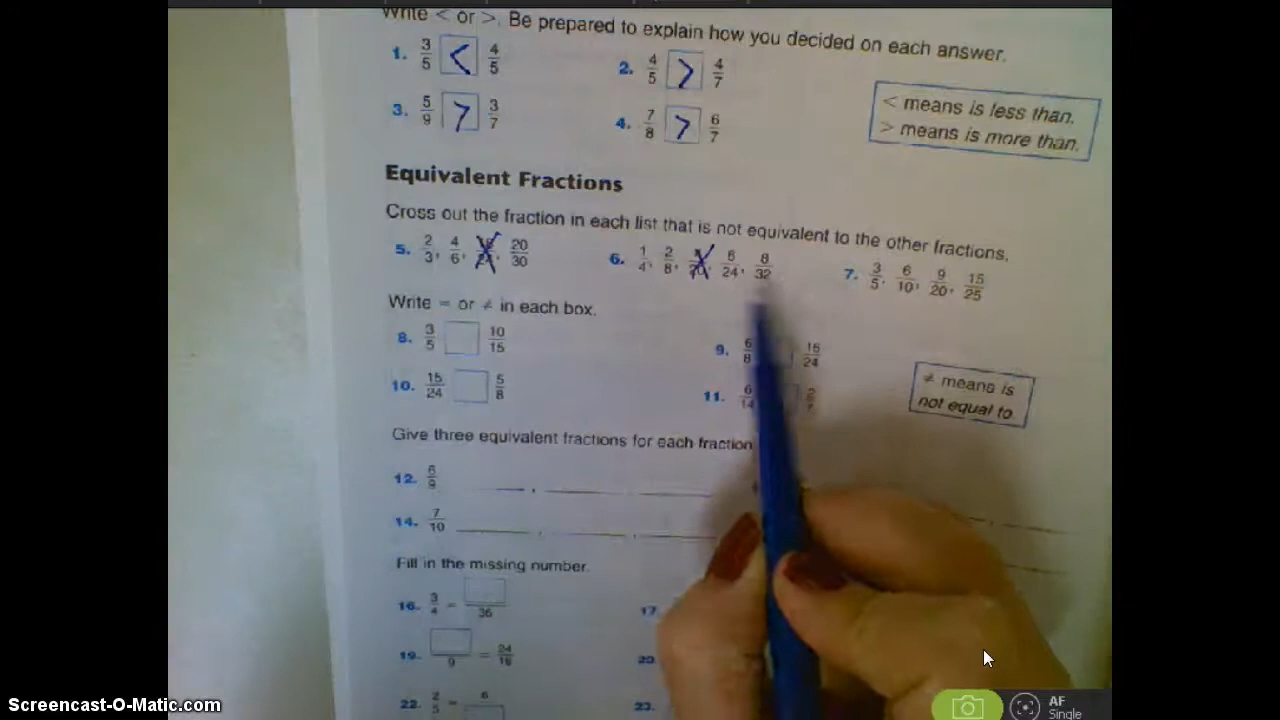 Write < or >. Be prepared to explain how you decided on each answer.
1. 3/5 < 4/5
2. 4/5 > 4/7
3. 5/9 > 3/7
4. 7/8 > 6/7
< means is less than.
> means is more than.
Equivalent Fractions
Cross out the fraction in each list that is not equivalent to the other fractions.
5. 2/3, 4/6, 20/30
6. 1/4, 2/8, 6/24, 8/32
7. 3/5, 6/10, 9/20, 15/25
Write = or ≠ in each box.
8. 3/5 10/15
9. 6/8 /24
10. 15/24 5/8
11. 6/14
≠ means is
not equal to.
Give three equivalent fractions for each fraction
12. 6/9
14. 7/10
Fill in the missing number.
16. 3/4 = /36
17.
19. /9 = 24/
20.
22. 2/5 = 6/
23.
Screencast-O-Matic.com
AF
Single